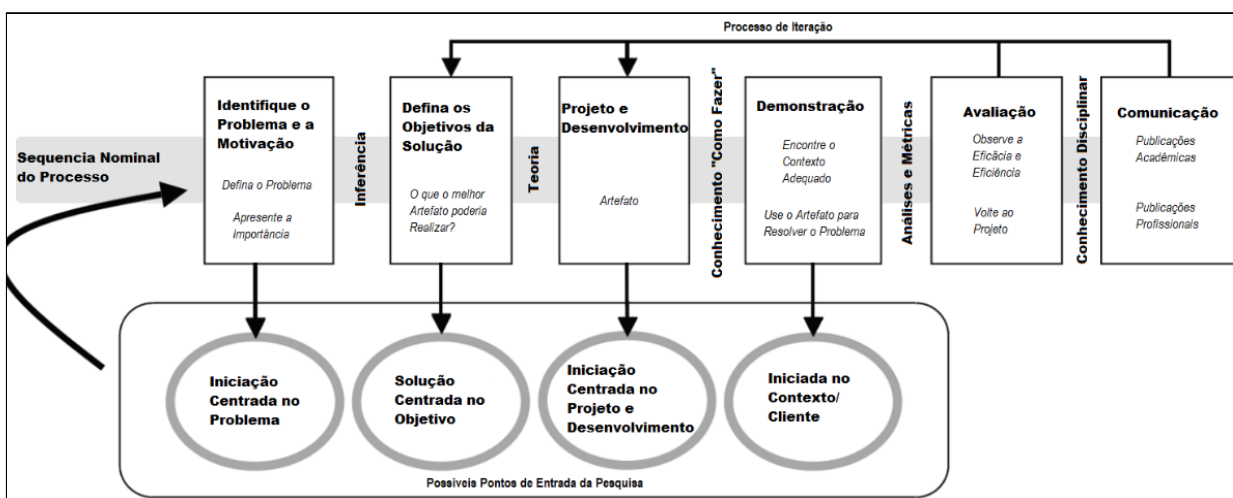 Processo de Iteração
Sequencia Nominal
do Processo
Identifique o
Problema e a
Motivação
Defina o Problema
Apresente a
Importância
Inferência
Defina os
Objetivos da
Solução
O que o melhor
Artefato poderia
Realizar?
Teoria
Projeto e
Desenvolvimento
Artefato
Conhecimento "Como Fazer"
Demonstração
Encontre o
Contexto
Adequado
Use o Artefato para
Resolver o Problema
Análises e Métricas
Avaliação
Observe a
Eficácia e
Eficiência
Volte ao
Projeto
Conhecimento Disciplinar
Comunicação
Publicações
Acadêmicas
Publicações
Profissionais
Iniciação
Centrada no
Problema
Solução
Centrada no
Objetivo
Iniciação
Centrada no
Projeto e
Desenvolvimento
Iniciada no
Contexto/
Cliente
Possíveis Pontos de Entrada da Pesquisa